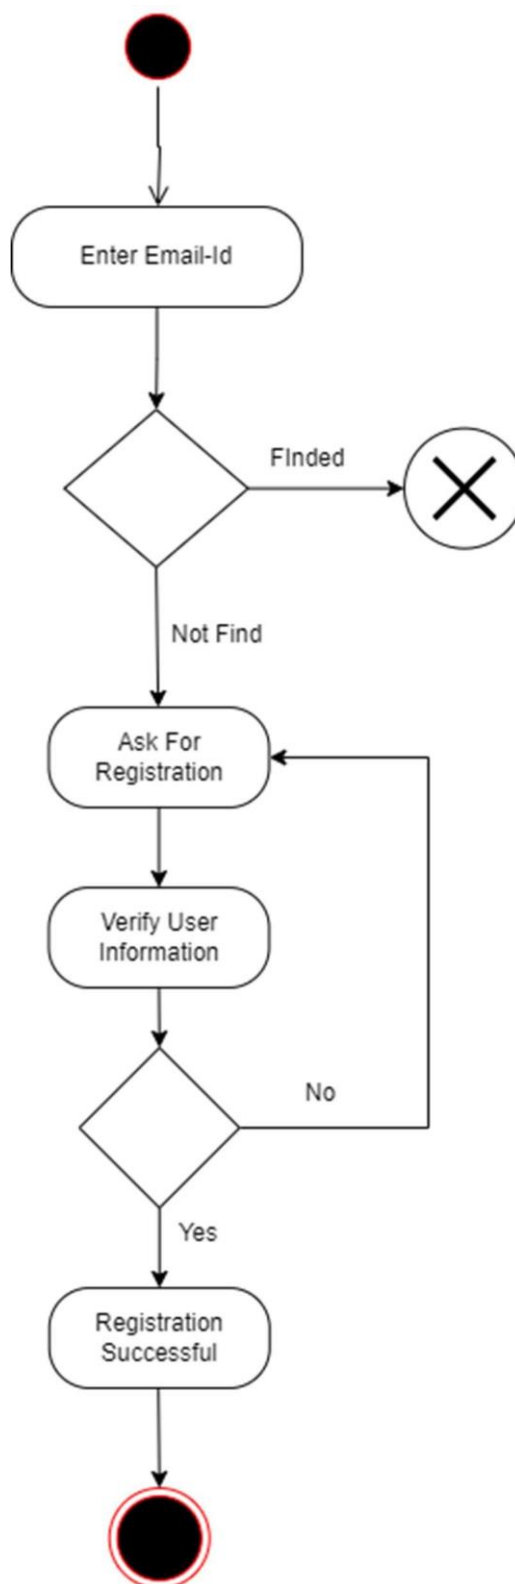 Enter Email-Id
FInded
Not Find
Ask For
Registration
Verify User
Information
No
Yes
Registration
Successful